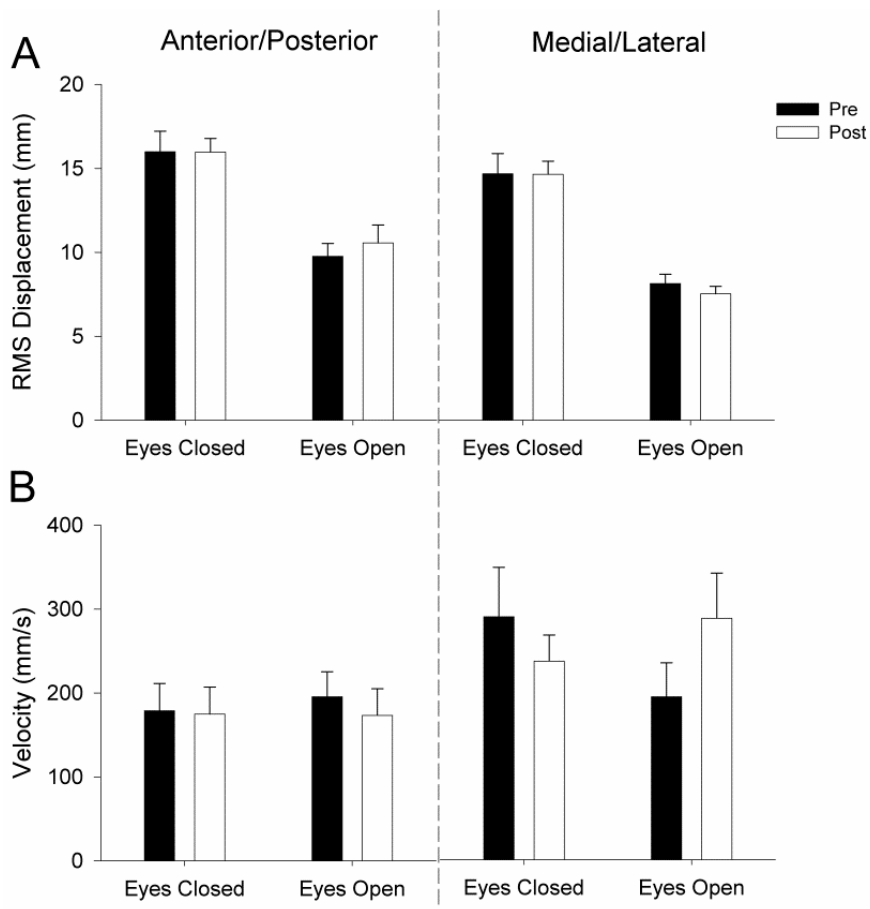 A
Anterior/Posterior
Medial/Lateral
RMS Displacement (mm)
20
15
10
5
0
Pre
Post
Eyes Closed
Eyes Open
Eyes Closed
Eyes Open
B
Velocity (mm/s)
400
300
200
100
0
Eyes Closed
Eyes Open
Eyes Closed
Eyes Open